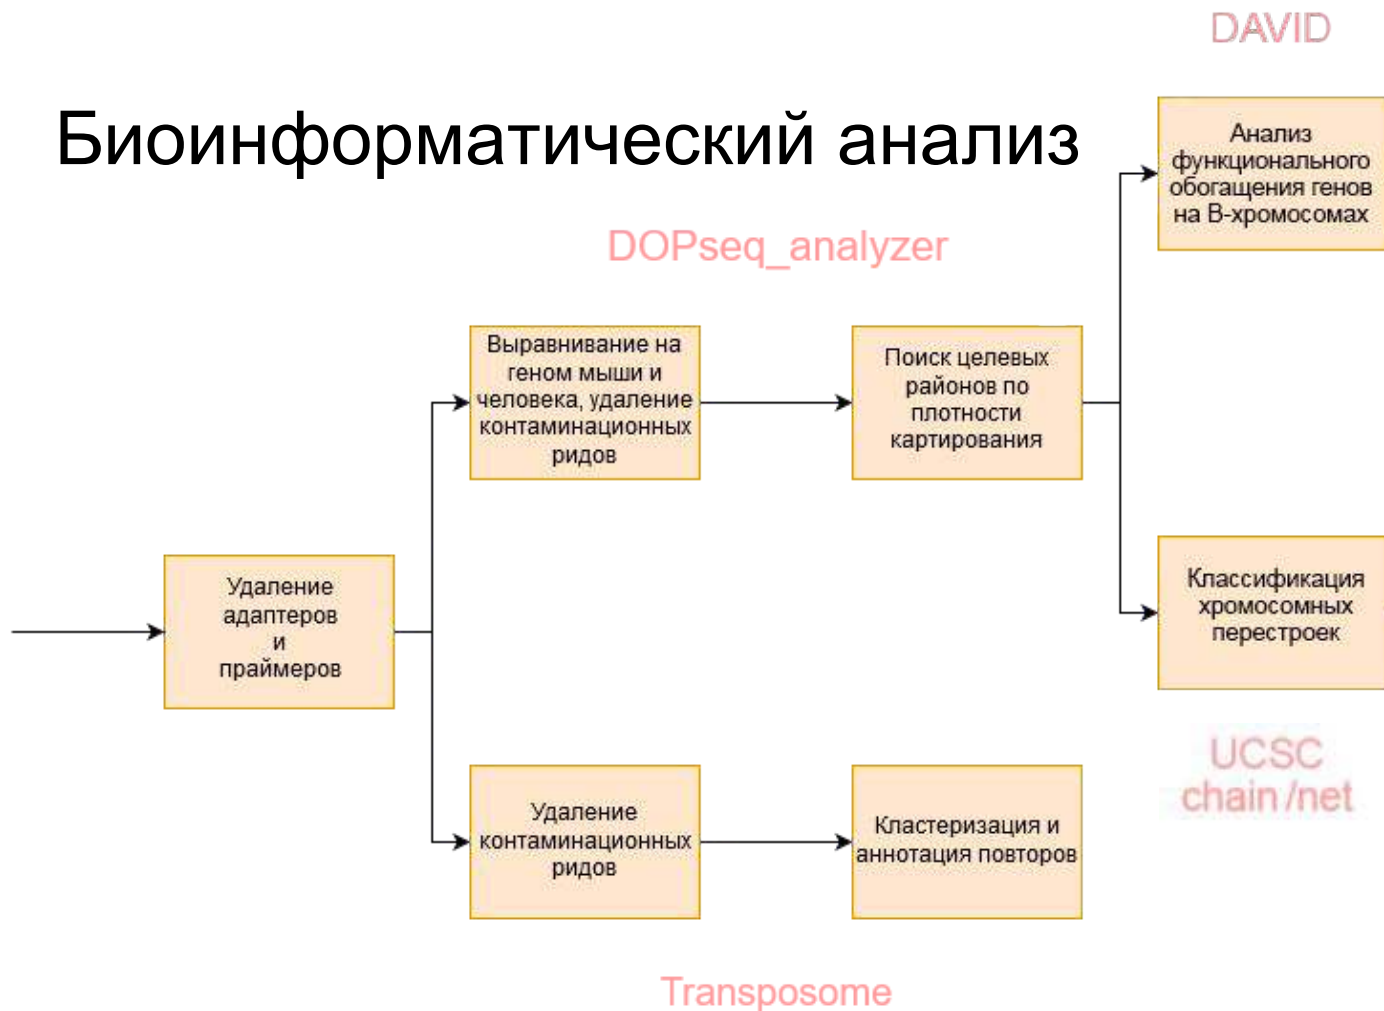 DAVID
Биоинформатический анализ
Анализ
функционального
обогащения генов
на В-хромосомах
DOPseq_analyzer
Выравнивание на
геном мыши и
человека, удаление
контаминационных
ридов
Поиск целевых
районов по
плотности
картирования
Удаление
адаптеров
и
праймеров
Классификация
хромосомных
перестроек
UCSC
chain/net
Удаление
контаминационных
ридов
Кластеризация и
аннотация повторов
Transposome